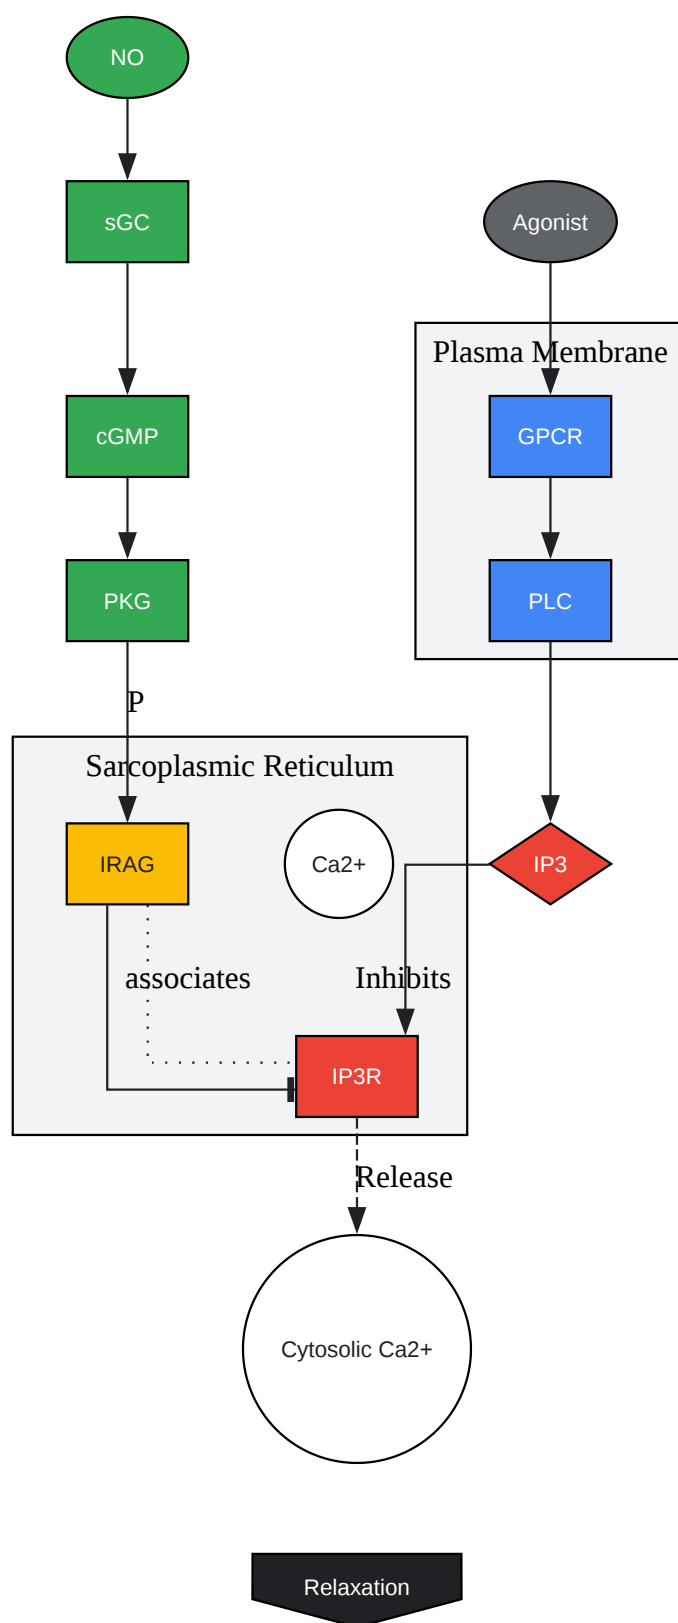 NO
sGC
Agonist
Plasma Membrane
cGMP
GPCR
PKG
PLC
P
Sarcoplasmic Reticulum
IRAG
Ca2+
IP3
associates
Inhibits
IP3R
Release
Cytosolic Ca2+
Relaxation